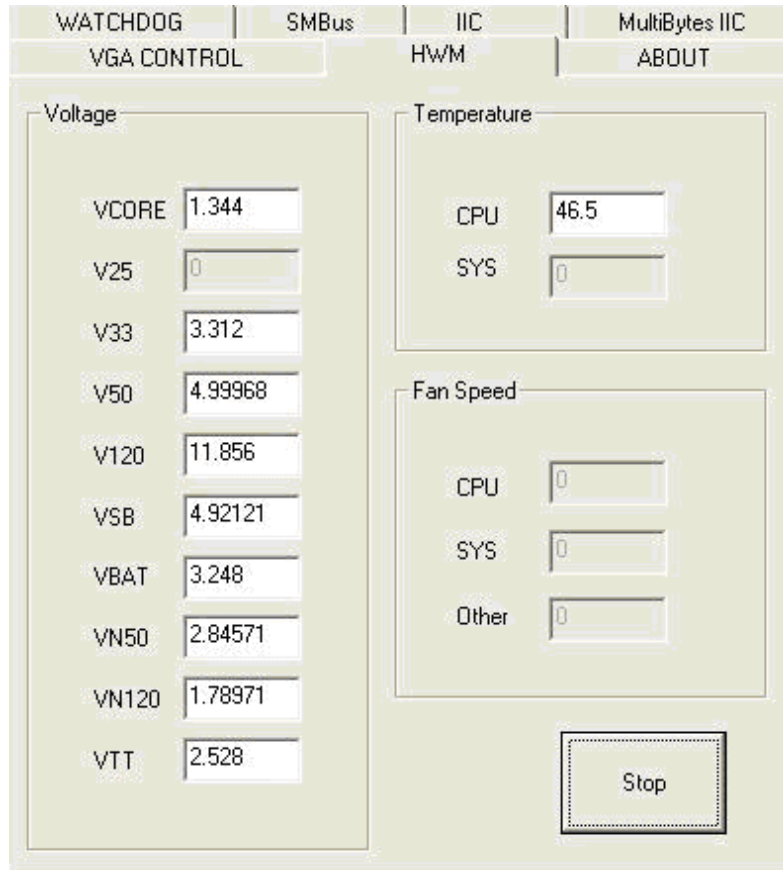 WATCHDOG SMBus IIC MultiBytes IIC
VGA CONTROL HWM ABOUT
Voltage
VCORE 1.344
V25 0
V33 3.312
V50 4.99968
V120 11.856
VSB 4.92121
VBAT 3.248
VN50 2.84571
VN120 1.78971
VTT 2.528
Temperature
CPU 46.5
SYS 0
Fan Speed
CPU 0
SYS 0
Other 0
Stop